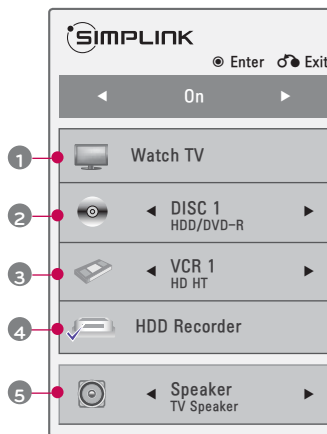 SIMPLINK
Enter Exit
On
1 Watch TV
2 DISC 1
HDD/DVD-R
3 VCR 1
HD HT
4 HDD Recorder
5 Speaker
TV Speaker